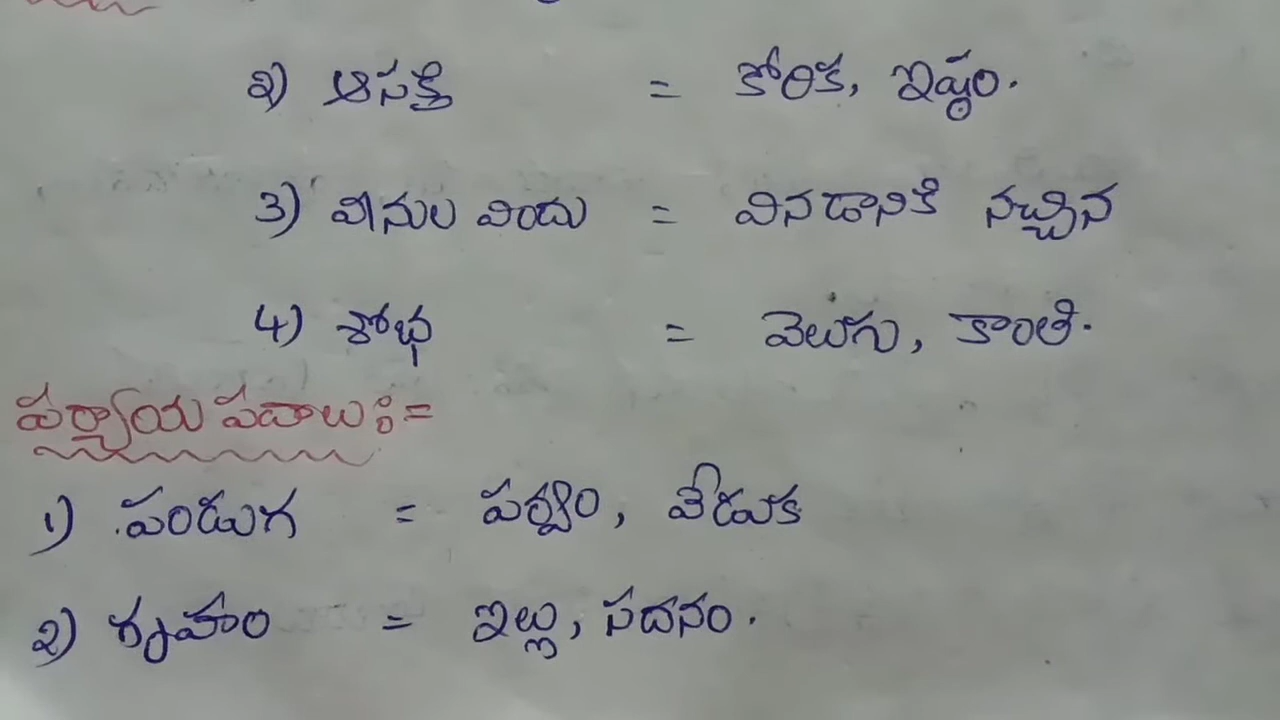 2) ఆసక్తి = కోరిక, ఇష్టం.
3) వీనుల విందు = వినడానికి నచ్చిన
4) శోభ = వెలుగు, కాంతి.
పర్యాయ పదాలు :=
1) పండుగ = పర్వం, వేడుక
2) గృహం = ఇల్లు, సదనం.